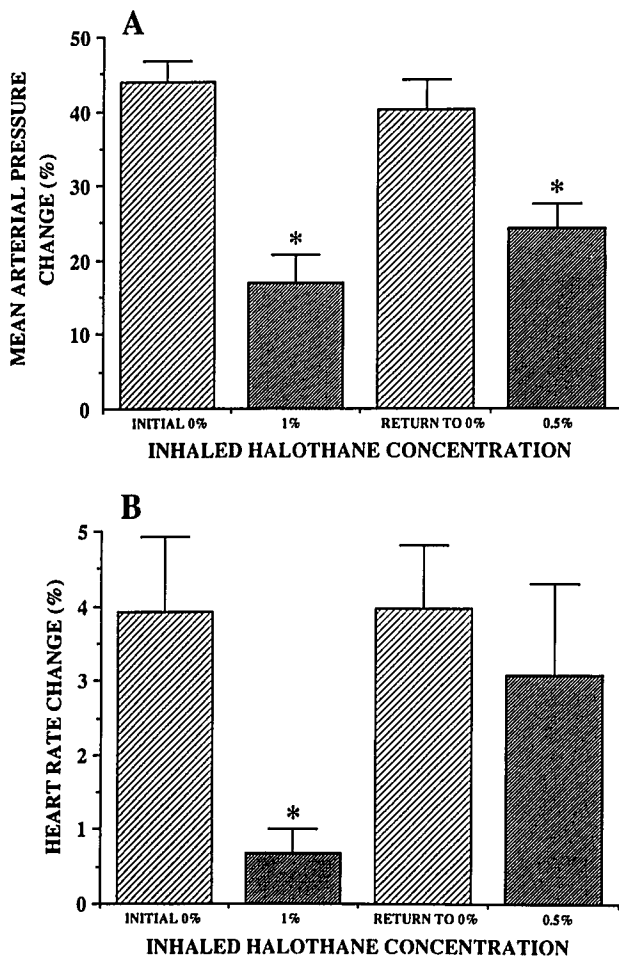 A
MEAN ARTERIAL PRESSURE
CHANGE (%)
50
40
30
20
10
0
*
*
INITIAL 0% 1% RETURN TO 0% 0.5%
INHALED HALOTHANE CONCENTRATION
B
HEART RATE CHANGE (%)
5
4
3
2
1
0
*
INITIAL 0% 1% RETURN TO 0% 0.5%
INHALED HALOTHANE CONCENTRATION